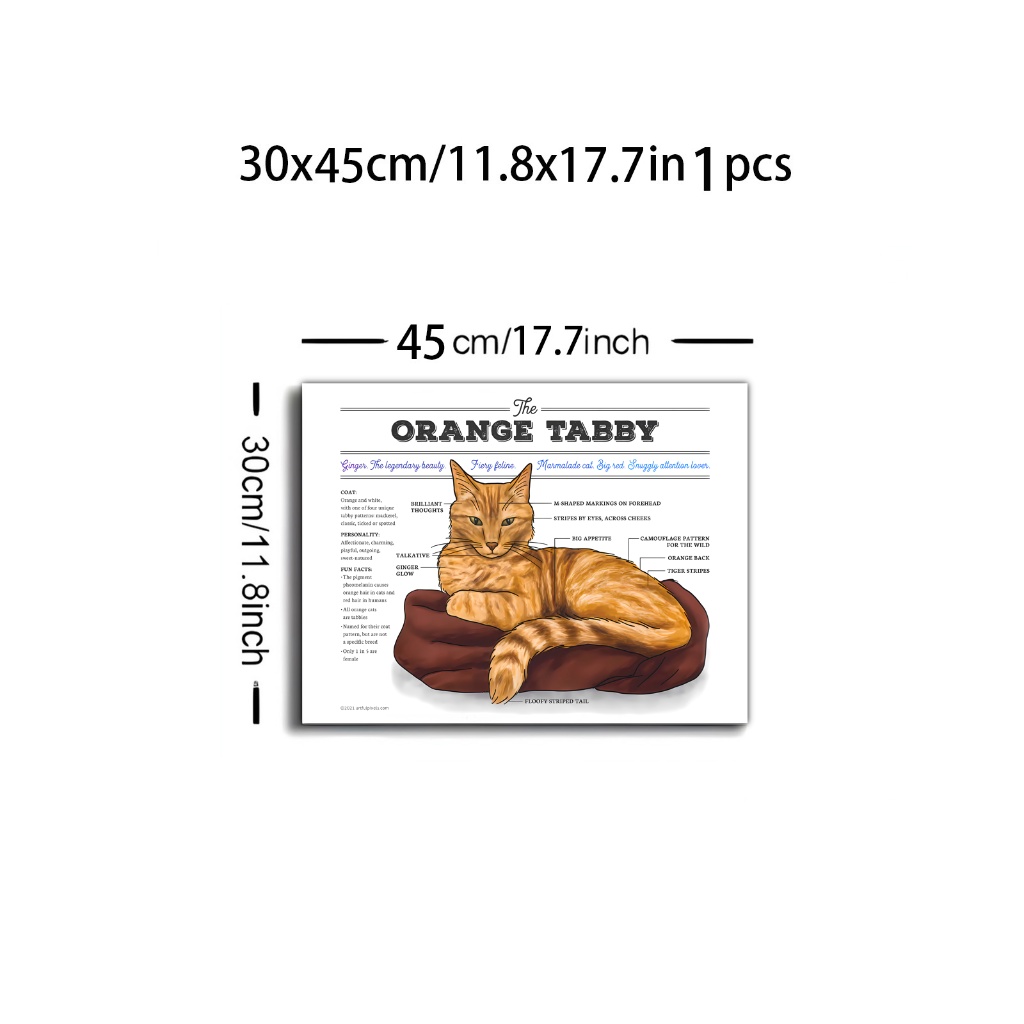 30x45cm/11.8x17.7in 1pcs
45cm/17.7inch
30cm/11.8inch
The
ORANGE TABBY
Ginger. The legendary beauty. Fiery feline. Marmalade cat. Big red. Snuggly attention lover.
COAT:
Orange and white,
with one of four unique
tabby patterns: mackerel,
classic, ticked or spotted
PERSONALITY:
Affectionate, charming,
playful, outgoing,
sweet-natured
FUN FACTS:
•The pigment
pheomelanin causes
orange hair in cats and
red hair in humans
•All orange cats
are tabbies
•Named for their coat
pattern, but are not
a specific breed
•Only 1 in 5 are
female
BRILLIANT
THOUGHTS
TALKATIVE
GINGER
GLOW
M-SHAPED MARKINGS ON FOREHEAD
STRIPES BY EYES, ACROSS CHEEKS
BIG APPETITE
CAMOUFLAGE PATTERN
FOR THE WILD
ORANGE BACK
TIGER STRIPES
FLOOFY STRIPED TAIL
©2021 artfulpixels.com